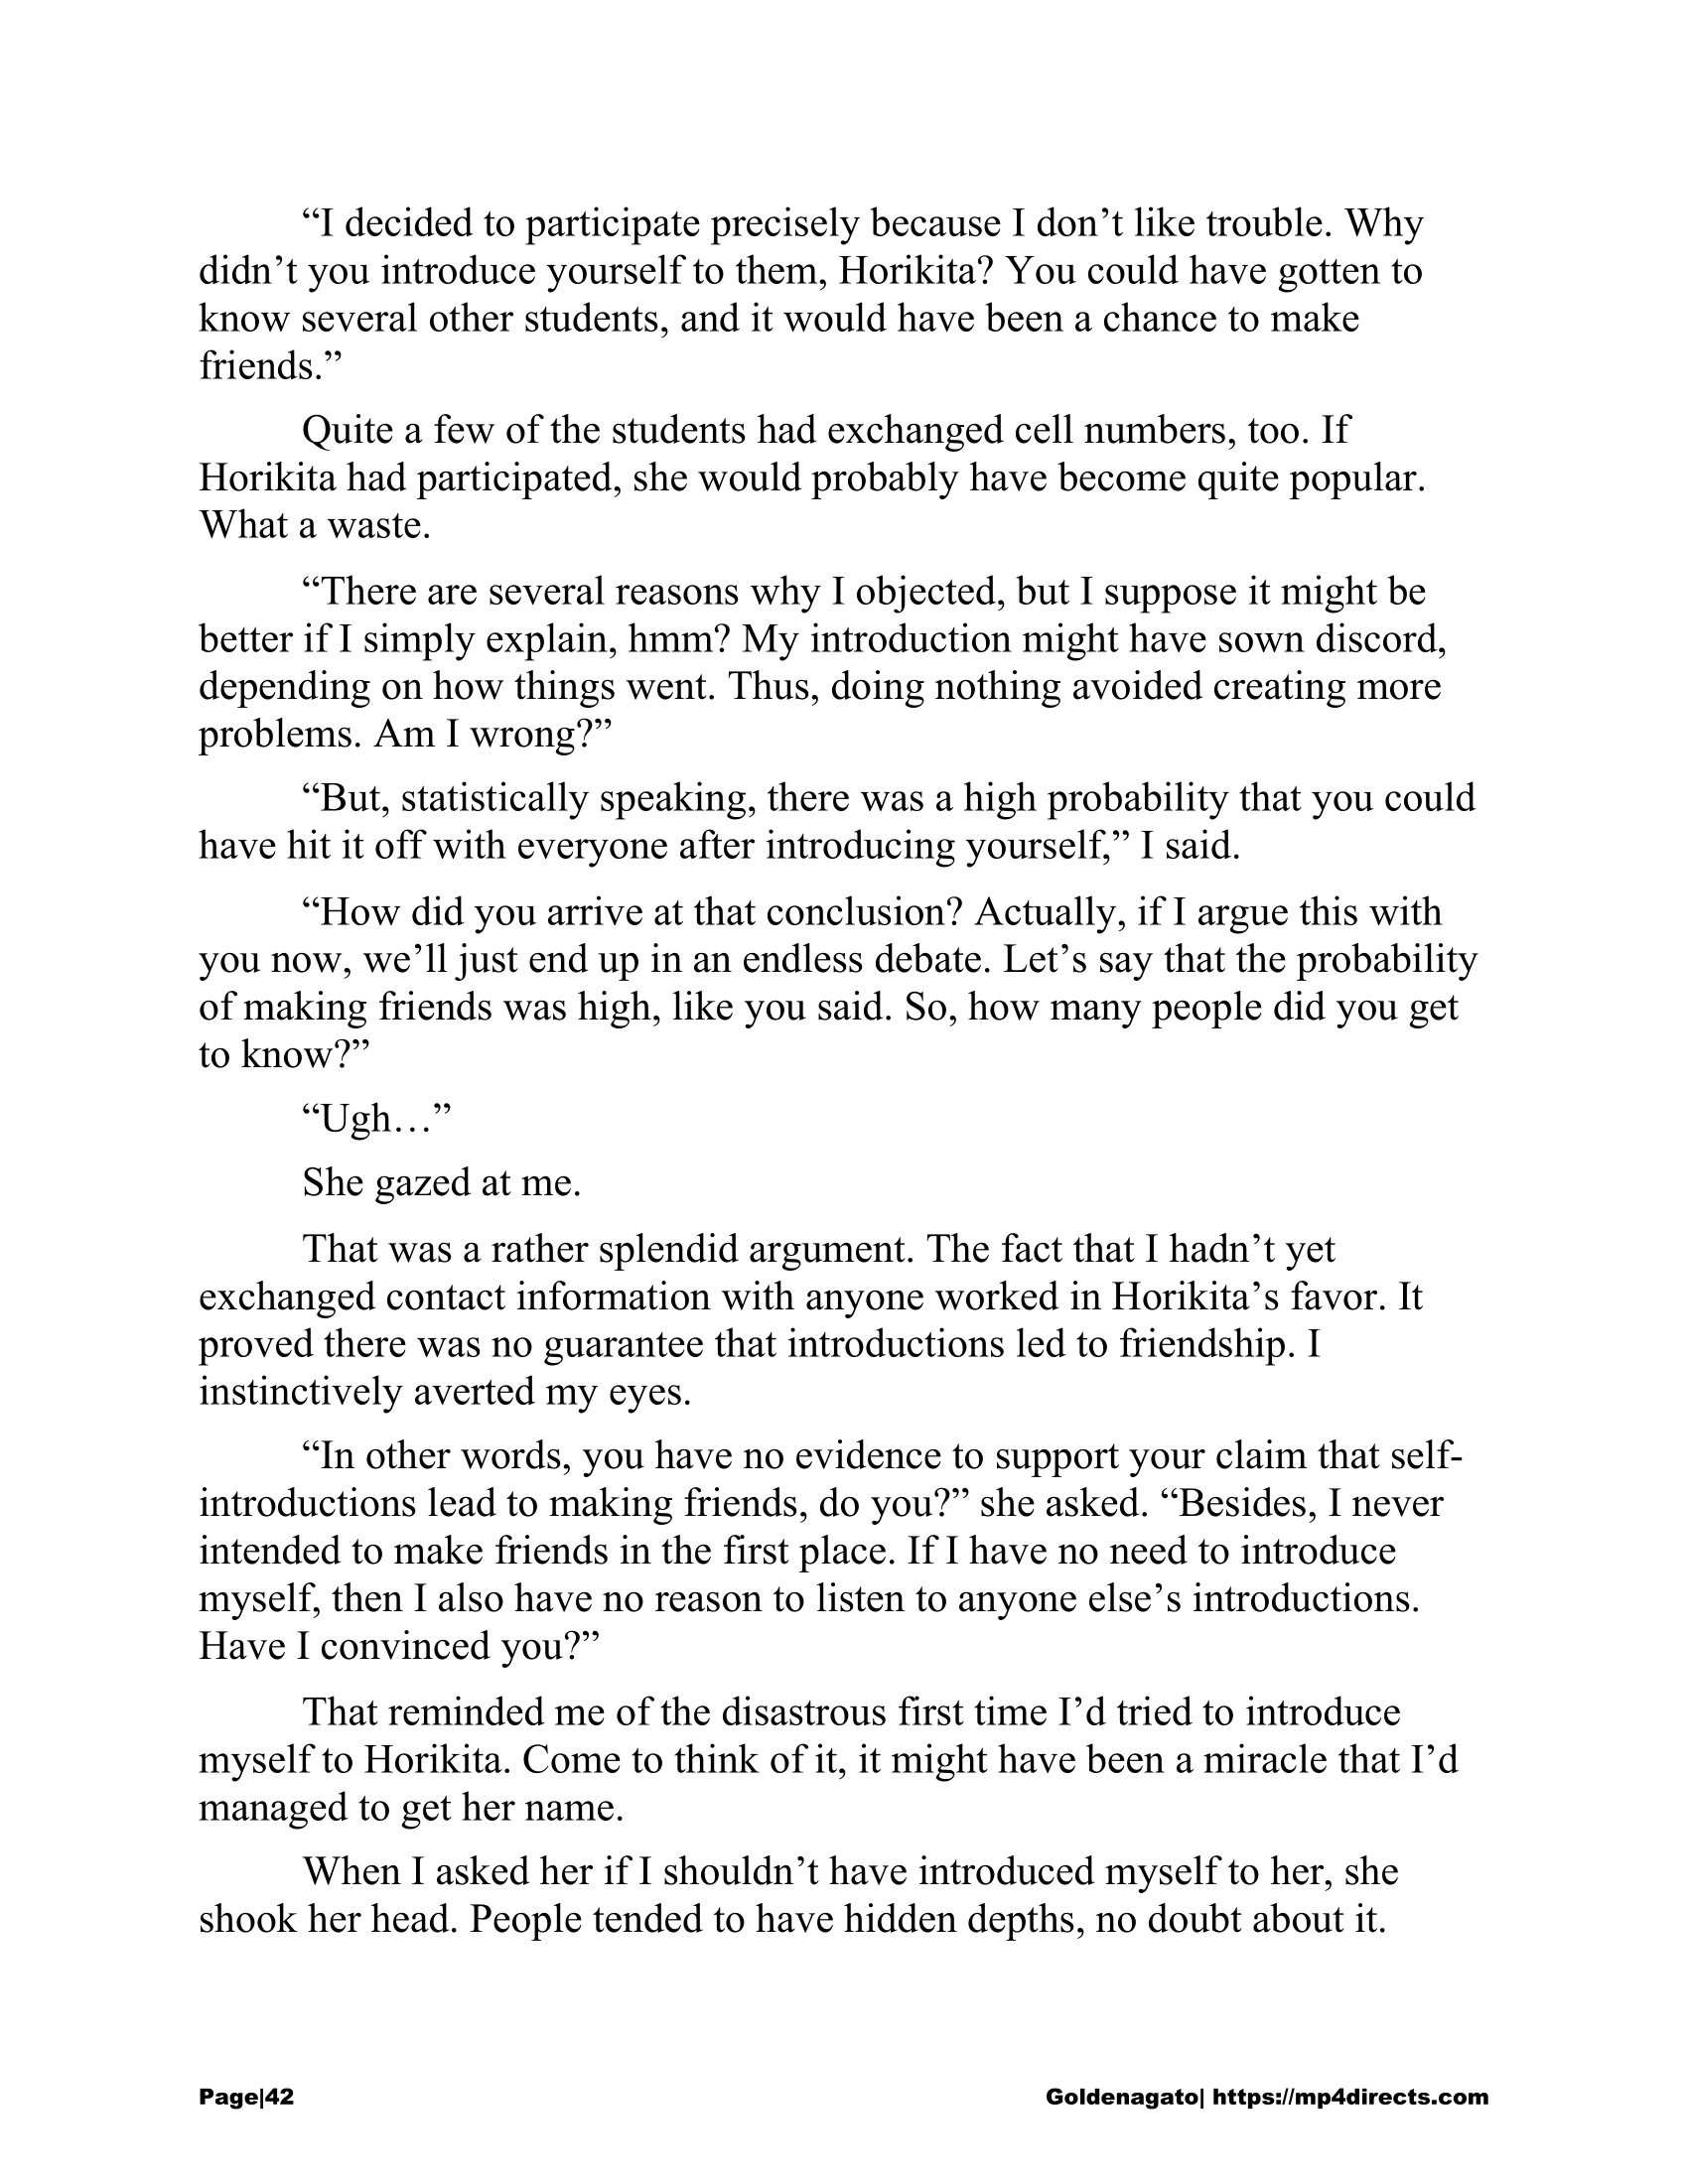 “I decided to participate precisely because I don’t like trouble. Why
didn’t you introduce yourself to them, Horikita? You could have gotten to
know several other students, and it would have been a chance to make
friends.”
Quite a few of the students had exchanged cell numbers, too. If
Horikita had participated, she would probably have become quite popular.
What a waste.
“There are several reasons why I objected, but I suppose it might be
better if I simply explain, hmm? My introduction might have sown discord,
depending on how things went. Thus, doing nothing avoided creating more
problems. Am I wrong?”
“But, statistically speaking, there was a high probability that you could
have hit it off with everyone after introducing yourself,” I said.
“How did you arrive at that conclusion? Actually, if I argue this with
you now, we’ll just end up in an endless debate. Let’s say that the probability
of making friends was high, like you said. So, how many people did you get
to know?”
“Ugh…”
She gazed at me.
That was a rather splendid argument. The fact that I hadn’t yet
exchanged contact information with anyone worked in Horikita’s favor. It
proved there was no guarantee that introductions led to friendship. I
instinctively averted my eyes.
“In other words, you have no evidence to support your claim that self-
introductions lead to making friends, do you?” she asked. “Besides, I never
intended to make friends in the first place. If I have no need to introduce
myself, then I also have no reason to listen to anyone else’s introductions.
Have I convinced you?”
That reminded me of the disastrous first time I’d tried to introduce
myself to Horikita. Come to think of it, it might have been a miracle that I’d
managed to get her name.
When I asked her if I shouldn’t have introduced myself to her, she
shook her head. People tended to have hidden depths, no doubt about it.
Page|42 Goldenagato| https://mp4directs.com